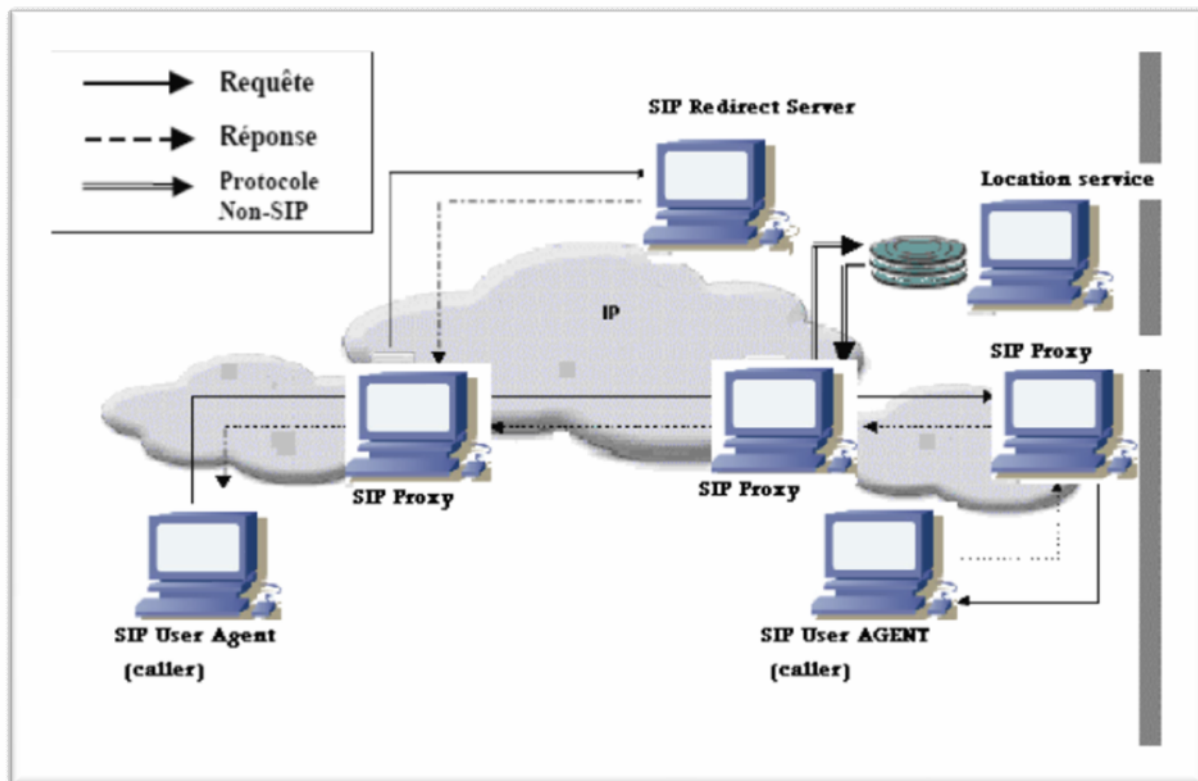 Requête
Réponse
Protocole
Non-SIP
SIP Redirect Server
Location service
IP
SIP Proxy
SIP Proxy
SIP Proxy
SIP User Agent
(caller)
SIP User AGENT
(caller)